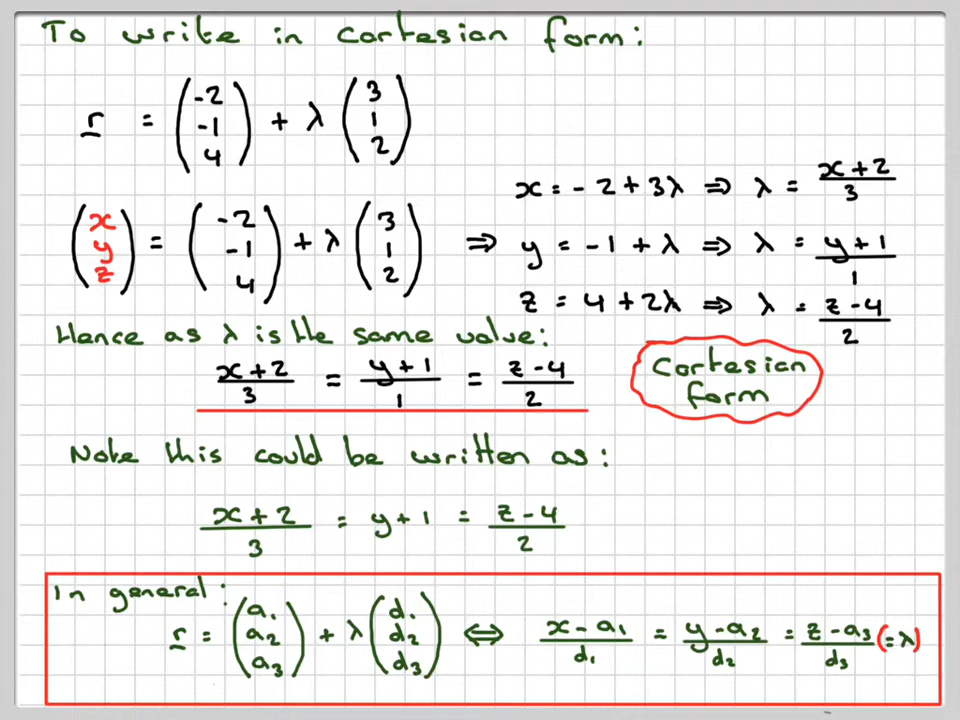 To write in cartesian form:
r = (-2 -1 4) + λ (3 1 2)
(x y z) = (-2 -1 4) + λ (3 1 2) ⇒
x = -2 + 3λ ⇒ λ = (x+2)/3
y = -1 + λ ⇒ λ = (y+1)/1
z = 4 + 2λ ⇒ λ = (z-4)/2
Hence as λ is the same value:
(x+2)/3 = (y+1)/1 = (z-4)/2
Cartesian
form
Note this could be written as:
(x+2)/3 = y+1 = (z-4)/2
In general:
r = (a₁ a₂ a₃) + λ (d₁ d₂ d₃) ⇔ (x-a₁)/d₁ = (y-a₂)/d₂ = (z-a₃)/d₃ (=λ)